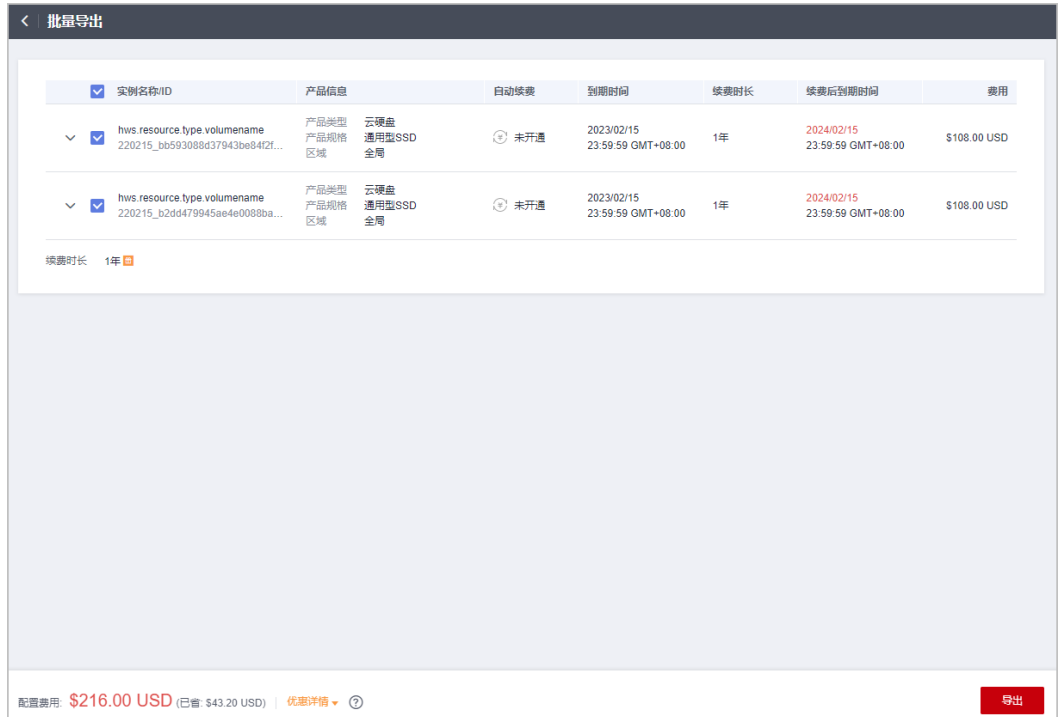 批量导出
实例名称/ID 产品信息 自动续费 到期时间 续费时长 续费后到期时间 费用
hws.resource.type.volumename
220215_bb593088d37943be84f2f...
产品类型 云硬盘
产品规格 通用型SSD
区域 全局
未开通
2023/02/15
23:59:59 GMT+08:00
1年
2024/02/15
23:59:59 GMT+08:00
$108.00 USD
hws.resource.type.volumename
220215_b2dd479945ae4e0088ba...
产品类型 云硬盘
产品规格 通用型SSD
区域 全局
未开通
2023/02/15
23:59:59 GMT+08:00
1年
2024/02/15
23:59:59 GMT+08:00
$108.00 USD
续费时长 1年
配置费用: $216.00 USD (已省: $43.20 USD) 优惠详情
导出